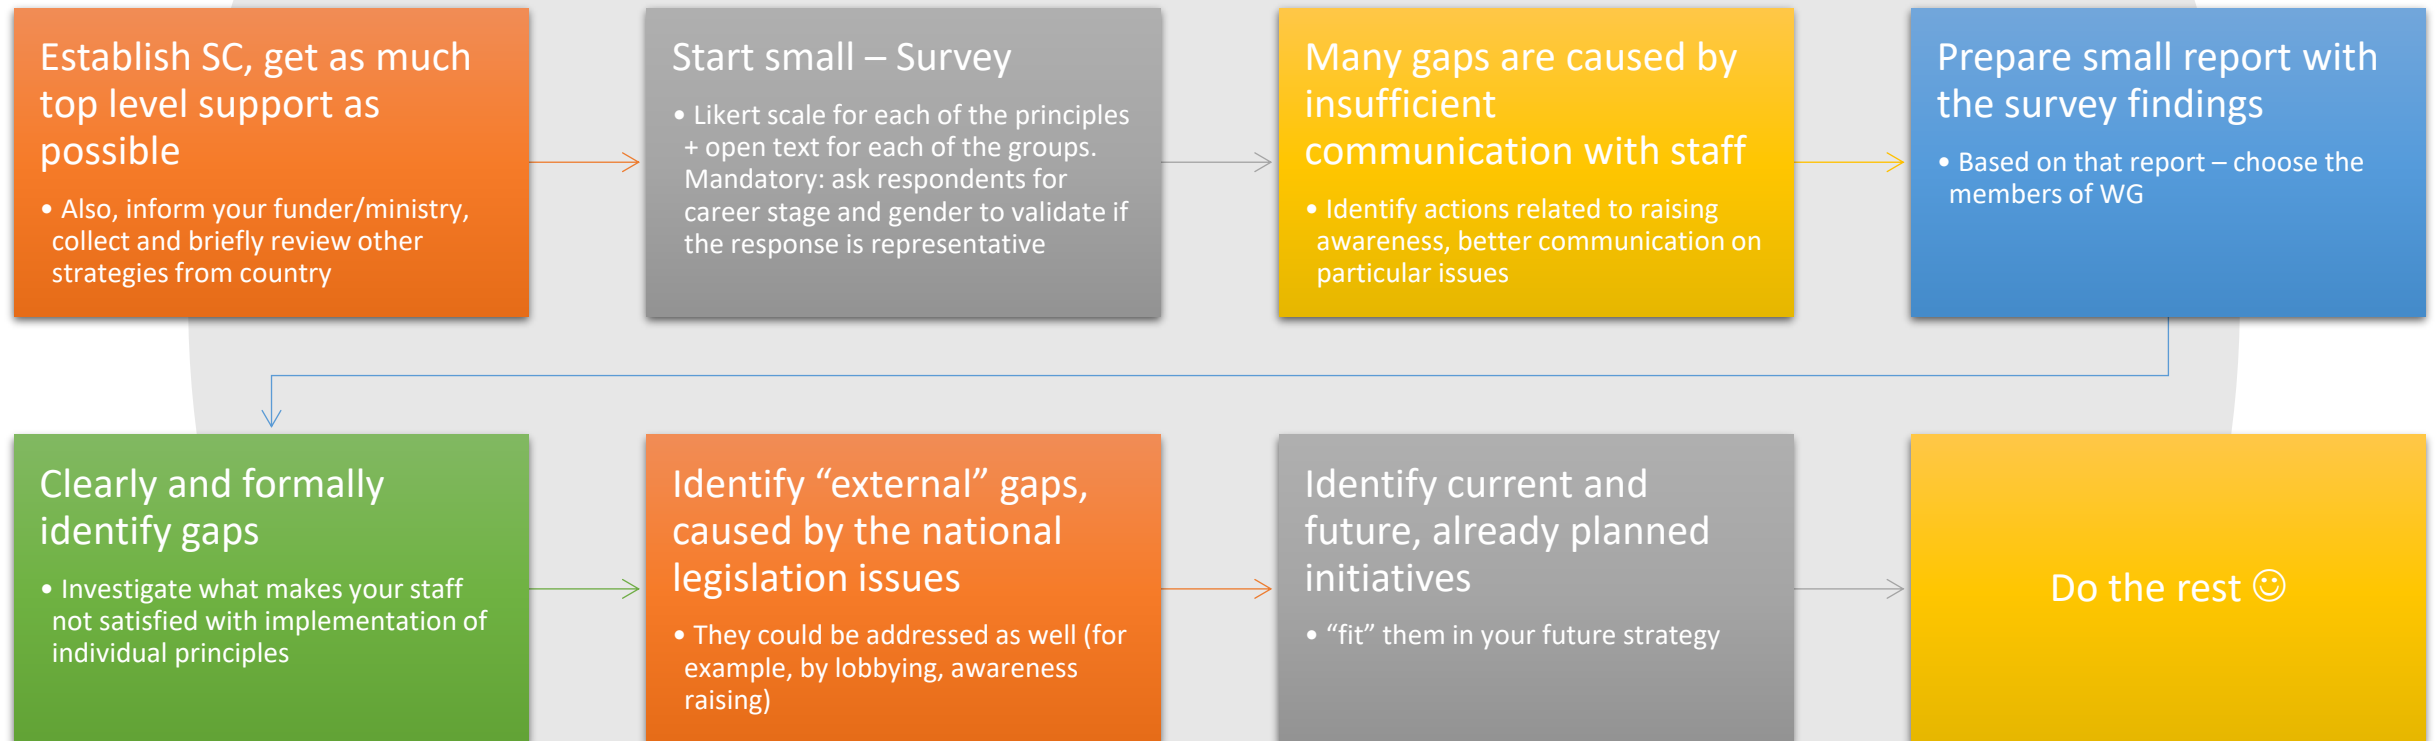 Establish SC, get as much
top level support as
possible
• Also, inform your funder/ministry,
collect and briefly review other
strategies from country
Start small – Survey
• Likert scale for each of the principles
+ open text for each of the groups.
Mandatory: ask respondents for
career stage and gender to validate if
the response is representative
Many gaps are caused by
insufficient
communication with staff
• Identify actions related to raising
awareness, better communication on
particular issues
Prepare small report with
the survey findings
• Based on that report – choose the
members of WG
Clearly and formally
identify gaps
• Investigate what makes your staff
not satisfied with implementation of
individual principles
Identify “external” gaps,
caused by the national
legislation issues
• They could be addressed as well (for
example, by lobbying, awareness
raising)
Identify current and
future, already planned
initiatives
• “fit” them in your future strategy
Do the rest ☺